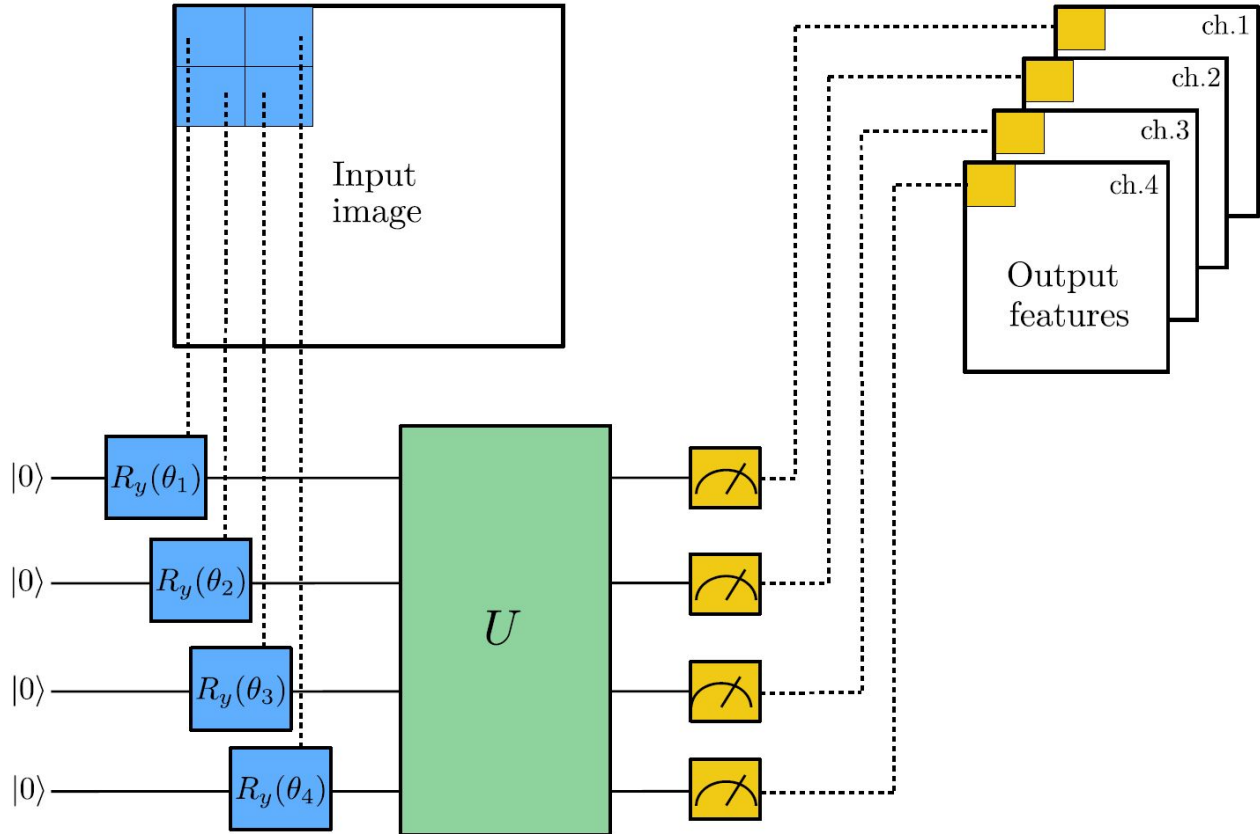 ch.1
ch.2
ch.3
ch.4
Input
image
Output
features
|0⟩ R_y(θ_1)
|0⟩ R_y(θ_2)
U
|0⟩ R_y(θ_3)
|0⟩ R_y(θ_4)